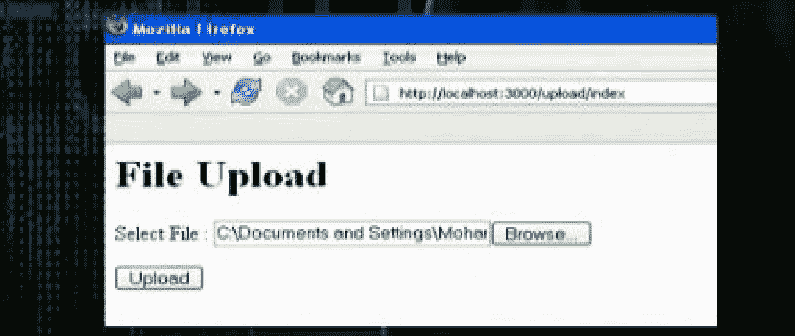 Mozilla Firefox
File Edit View Go Bookmarks Tools Help
http://localhost:3000/upload/index
File Upload
Select File : C:\Documents and Settings\Mohar Browse...
Upload